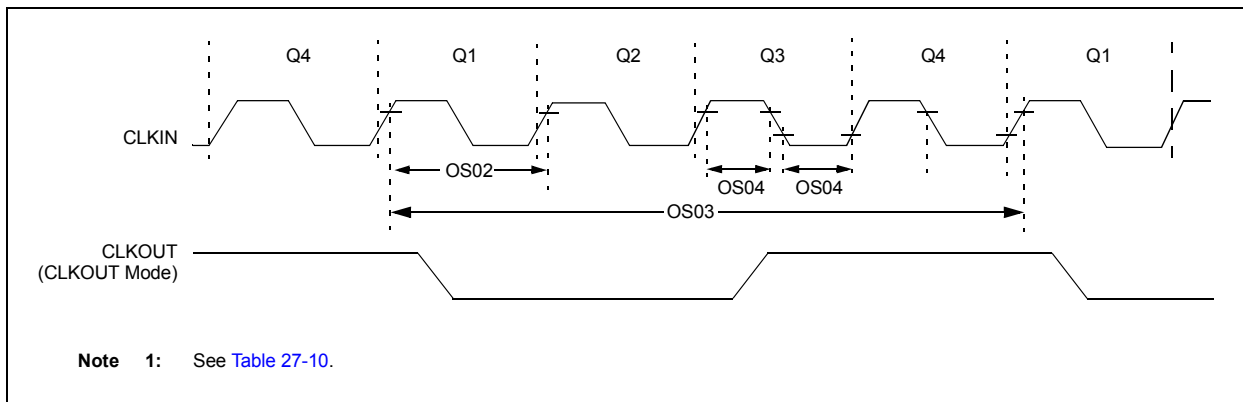 Q4 Q1 Q2 Q3 Q4 Q1
CLKIN
OS02
OS04 OS04
OS03
CLKOUT
(CLKOUT Mode)
Note 1: See Table 27-10.